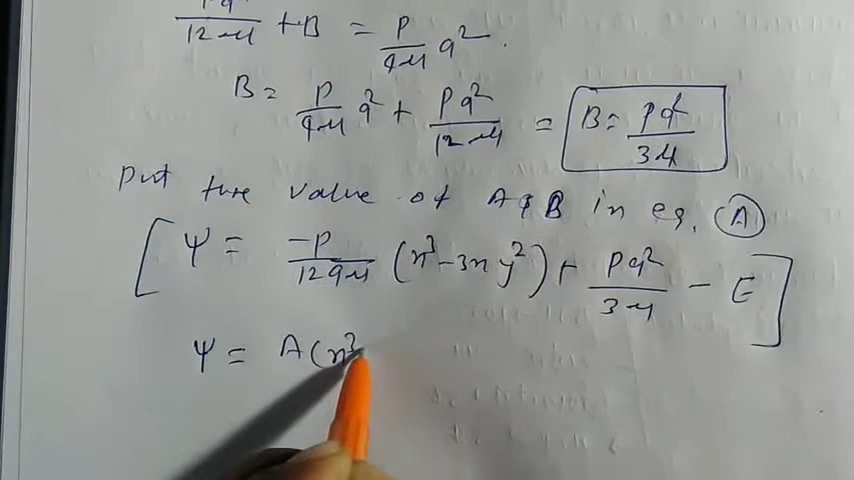 12μ + B = P/4μ a².
B = P/4μ a² + Pa²/12μ = B = Pa²/3μ
Put the value of A & B in eq. (A)
[ Ψ = -P/12aμ (x³ - 3xy²) + Pa²/3μ - E ]
Ψ = A(x³